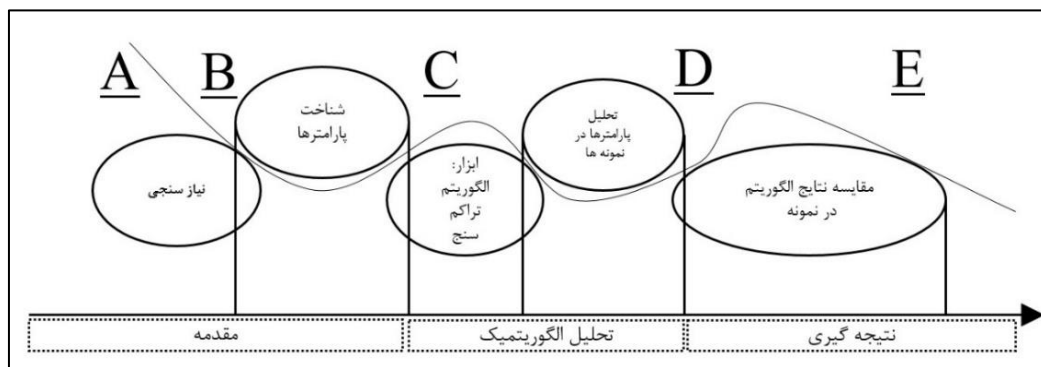 A
B
C
D
E
نیاز سنجی
شناخت
پارامترها
ابزار:
الگوریتم
تراکم
سنج
تحلیل
پارامترها در
نمونه ها
مقایسه نتایج الگوریتم
در نمونه
مقدمه
تحلیل الگوریتمیک
نتیجه گیری